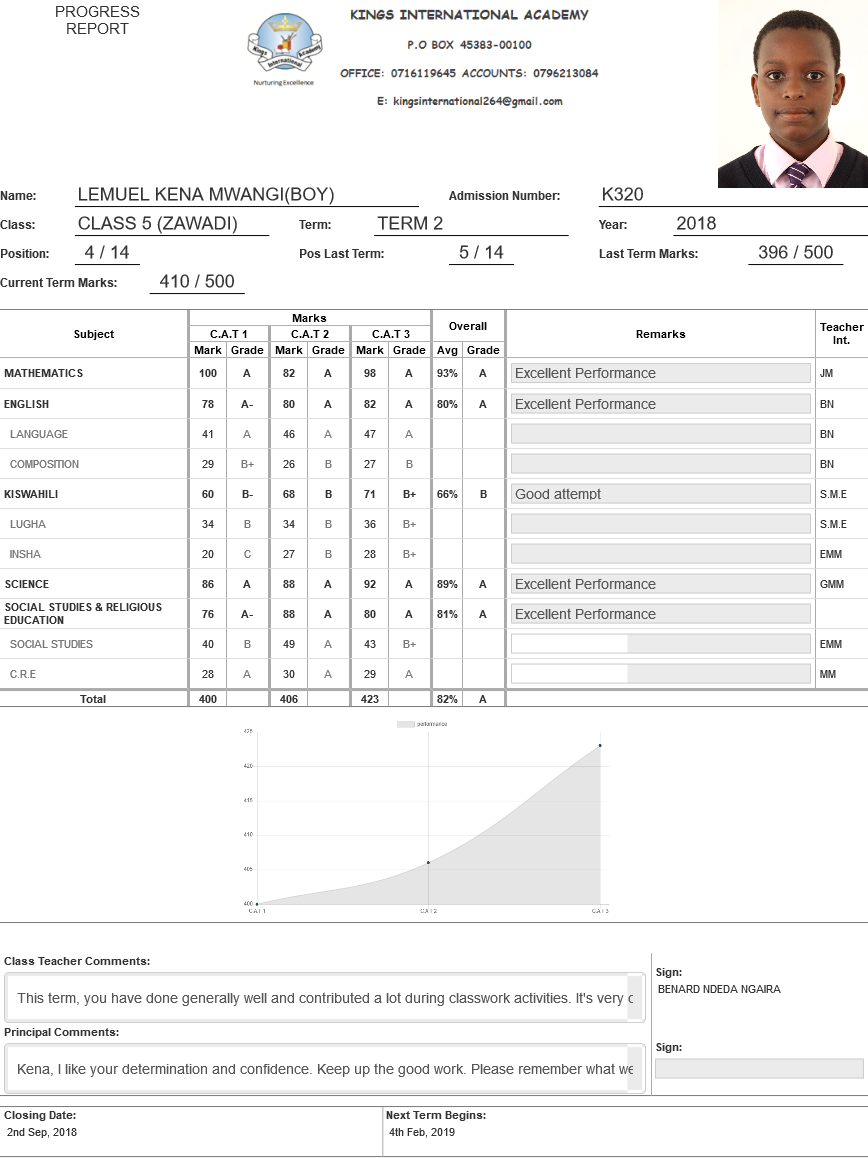 PROGRESS
REPORT
KINGS INTERNATIONAL ACADEMY
P.O BOX 45383-00100
OFFICE: 0716119645 ACCOUNTS: 0796213084
E: kingsinternational264@gmail.com
Kings International Academy
Nurturing Excellence
Name: LEMUEL KENA MWANGI(BOY) Admission Number: K320
Class: CLASS 5 (ZAWADI) Term: TERM 2 Year: 2018
Position: 4 / 14 Pos Last Term: 5 / 14 Last Term Marks: 396 / 500
Current Term Marks: 410 / 500
Subject Marks Overall Remarks Teacher Int.
C.A.T 1 C.A.T 2 C.A.T 3
Mark Grade Mark Grade Mark Grade Avg Grade
MATHEMATICS 100 A 82 A 98 A 93% A Excellent Performance JM
ENGLISH 78 A- 80 A 82 A 80% A Excellent Performance BN
LANGUAGE 41 A 46 A 47 A BN
COMPOSITION 29 B+ 26 B 27 B BN
KISWAHILI 60 B- 68 B 71 B+ 66% B Good attempt S.M.E
LUGHA 34 B 34 B 36 B+ S.M.E
INSHA 20 C 27 B 28 B+ EMM
SCIENCE 86 A 88 A 92 A 89% A Excellent Performance GMM
SOCIAL STUDIES & RELIGIOUS
EDUCATION 76 A- 88 A 80 A 81% A Excellent Performance
SOCIAL STUDIES 40 B 49 A 43 B+ EMM
C.R.E 28 A 30 A 29 A MM
Total 400 406 423 82% A
performance
425
420
415
410
405
400
C.A.T 1 C.A.T 2 C.A.T 3
Class Teacher Comments:
This term, you have done generally well and contributed a lot during classwork activities. It's very
Sign:
BENARD NDEDA NGAIRA
Principal Comments:
Kena, I like your determination and confidence. Keep up the good work. Please remember what we
Sign:
Closing Date: Next Term Begins:
2nd Sep, 2018 4th Feb, 2019